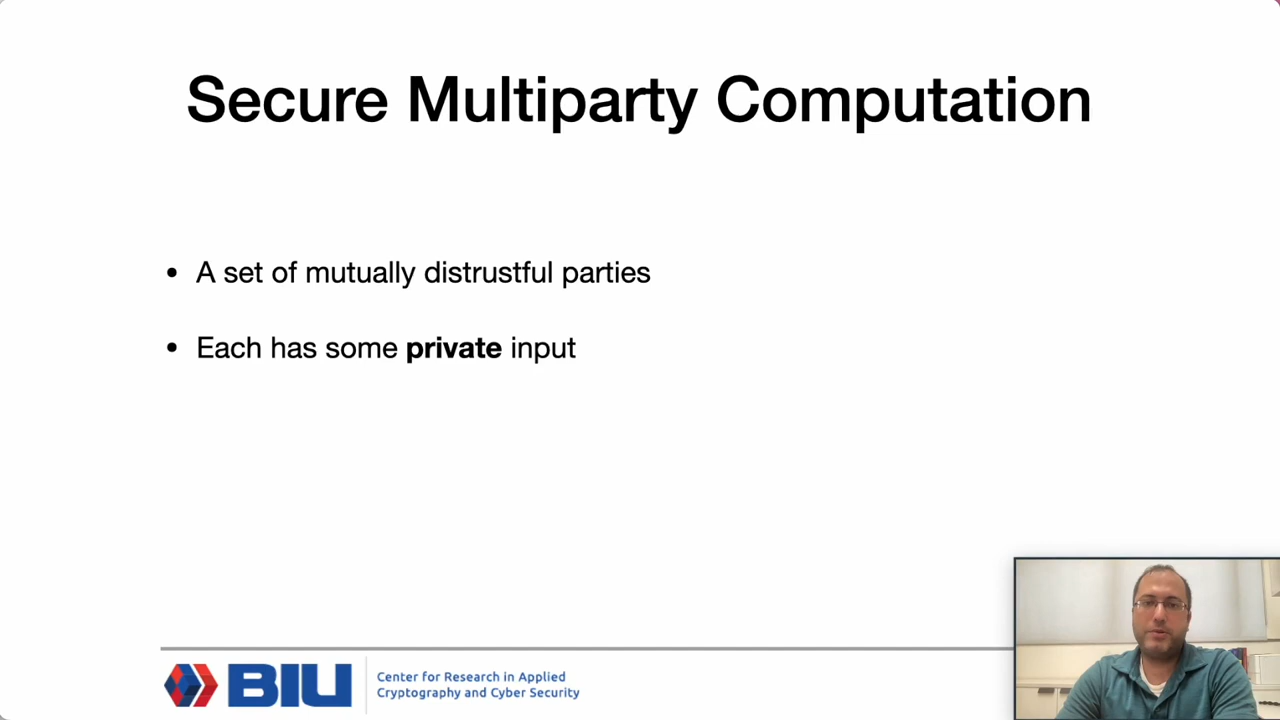 Secure Multiparty Computation
• A set of mutually distrustful parties
• Each has some private input
BIU
Center for Research in Applied
Cryptography and Cyber Security